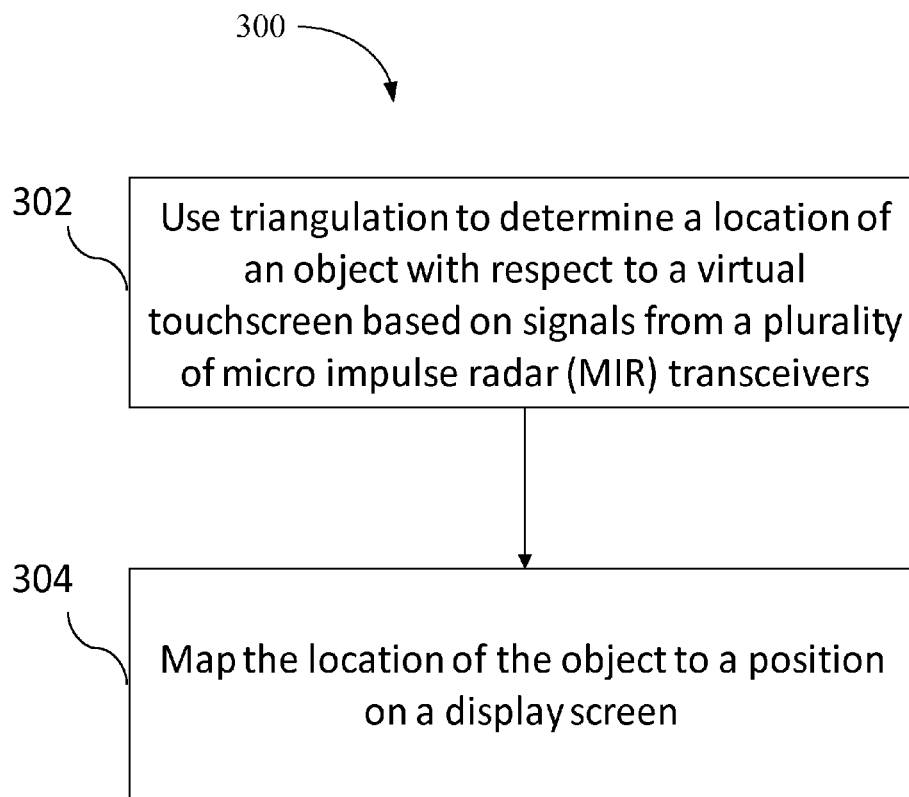 300
302
Use triangulation to determine a location of
an object with respect to a virtual
touchscreen based on signals from a plurality
of micro impulse radar (MIR) transceivers
304
Map the location of the object to a position
on a display screen